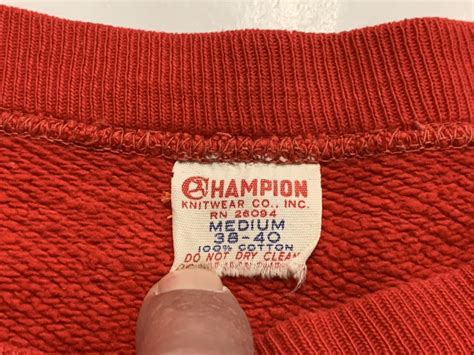 CHAMPION
KNITWEAR CO., INC.
RN 26094
MEDIUM
38-40
100% COTTON
DO NOT DRY CLEAN